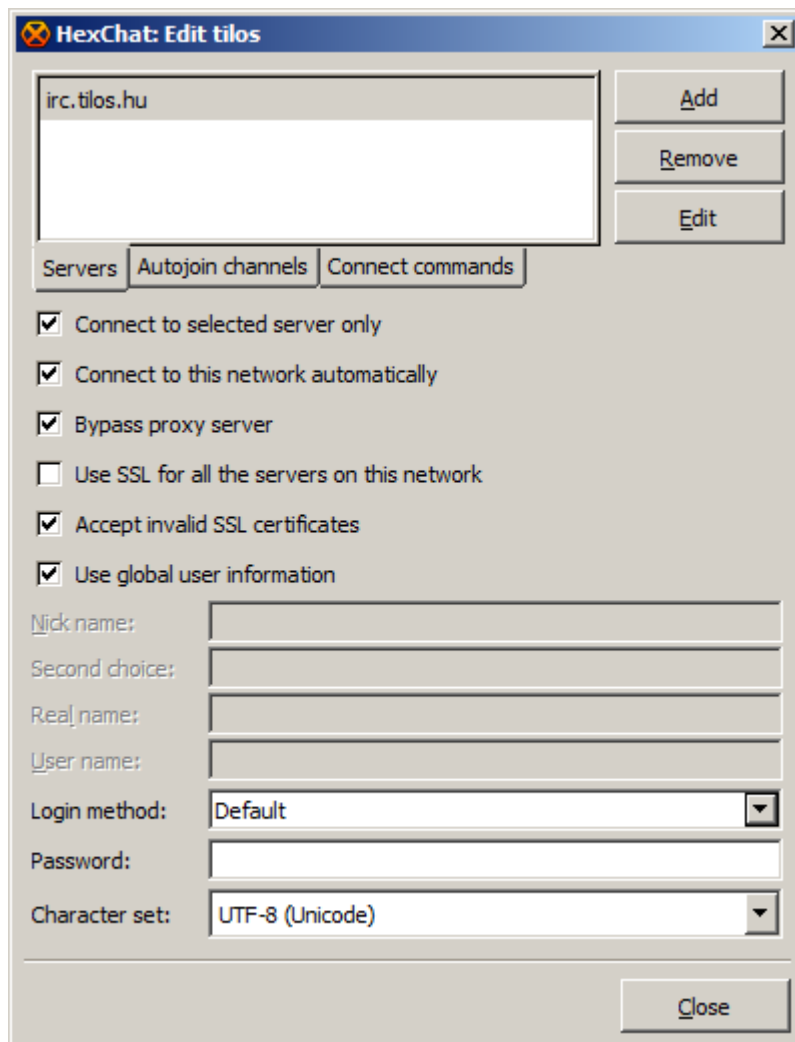 HexChat: Edit tilos
irc.tilos.hu
Add
Remove
Edit
Servers Autojoin channels Connect commands
Connect to selected server only
Connect to this network automatically
Bypass proxy server
Use SSL for all the servers on this network
Accept invalid SSL certificates
Use global user information
Nick name:
Second choice:
Real name:
User name:
Login method: Default
Password:
Character set: UTF-8 (Unicode)
Close